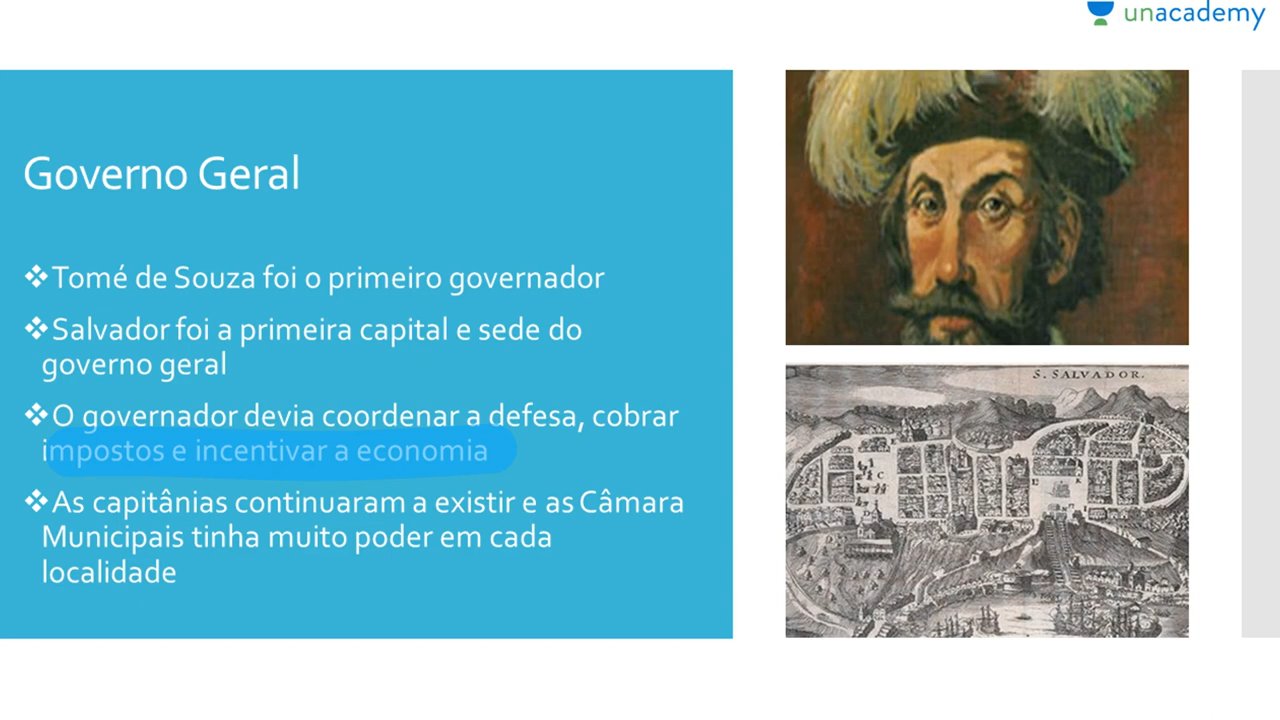 unacademy
Governo Geral
❖Tomé de Souza foi o primeiro governador
❖Salvador foi a primeira capital e sede do
governo geral
❖O governador devia coordenar a defesa, cobrar
impostos e incentivar a economia
❖As capitânias continuaram a existir e as Câmara
Municipais tinha muito poder em cada
localidade
S. SALVADOR.